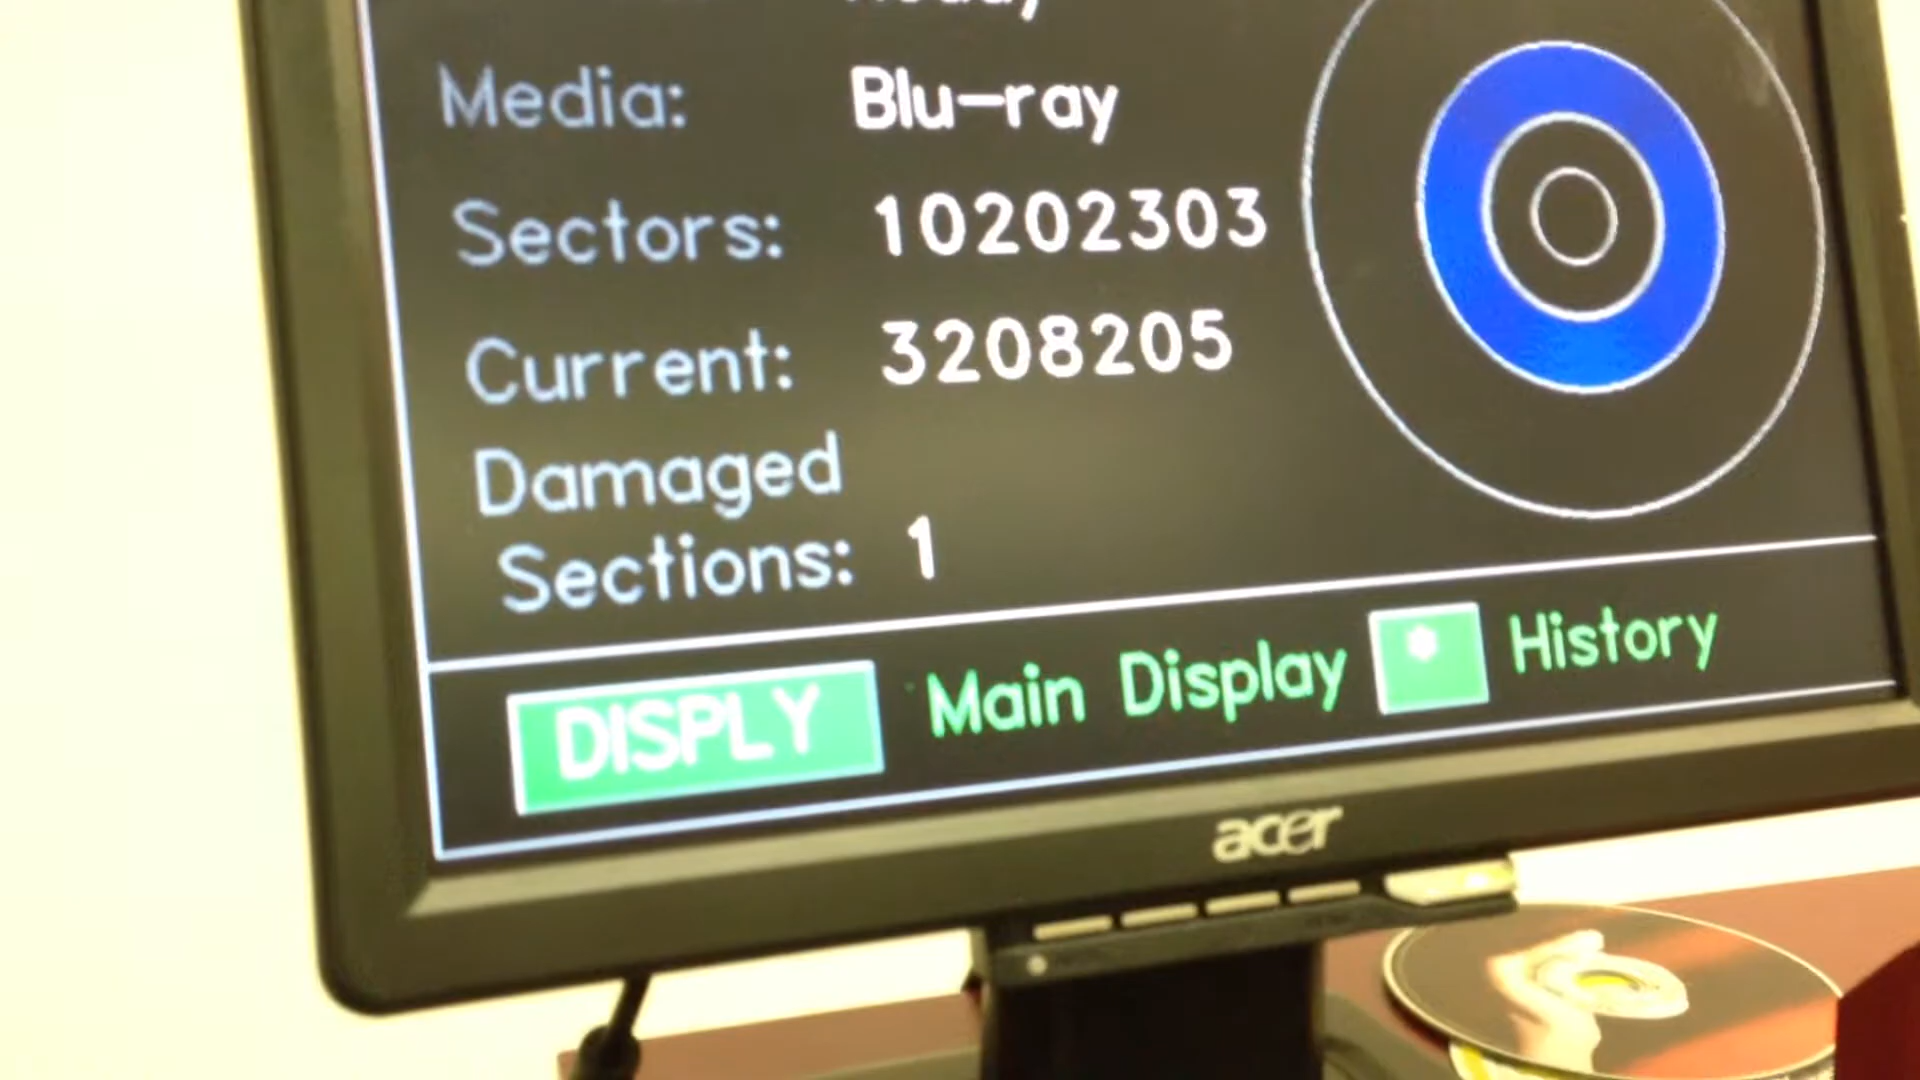 Media: Blu-ray
Sectors: 10202303
Current: 3208205
Damaged
Sections: 1
DISPLY Main Display * History
acer